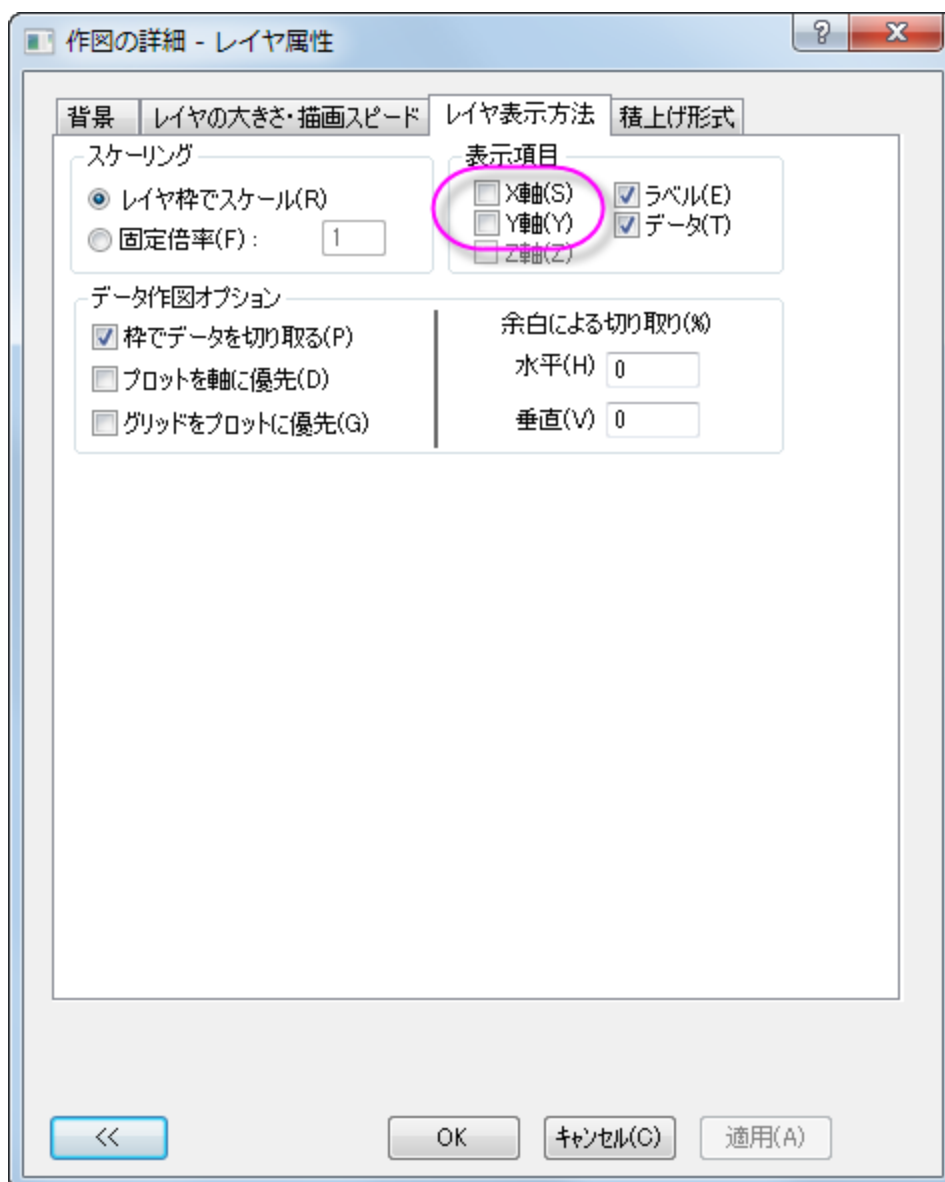 作図の詳細 - レイヤ属性
背景 レイヤの大きさ・描画スピード レイヤ表示方法 積上げ形式
スケーリング
レイヤ枠でスケール(R)
固定倍率(F): 1
表示項目
X軸(S) ラベル(E)
Y軸(Y) データ(T)
Z軸(Z)
データ作図オプション
枠でデータを切り取る(P)
プロットを軸に優先(D)
グリッドをプロットに優先(G)
余白による切り取り(%)
水平(H) 0
垂直(V) 0
<< OK キャンセル(C) 適用(A)